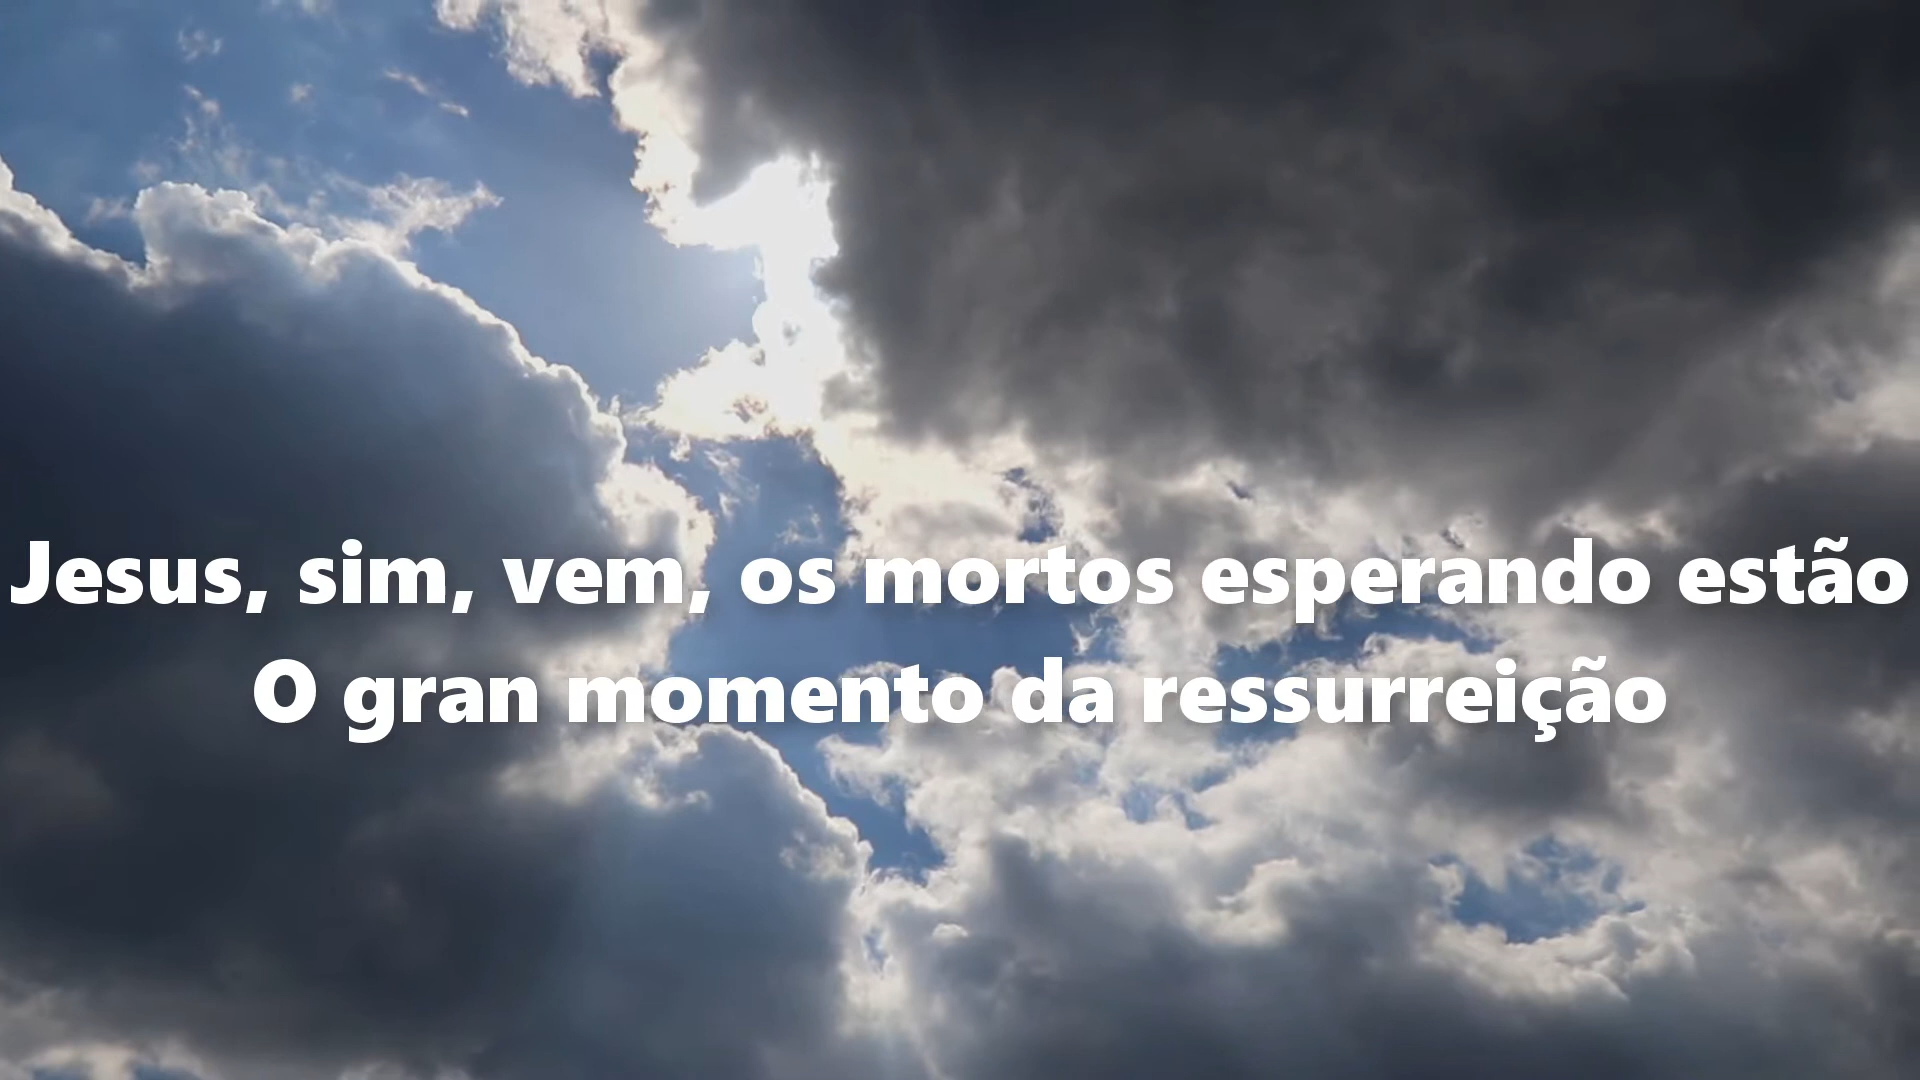 Jesus, sim, vem, os mortos esperando estão
O gran momento da ressurreição